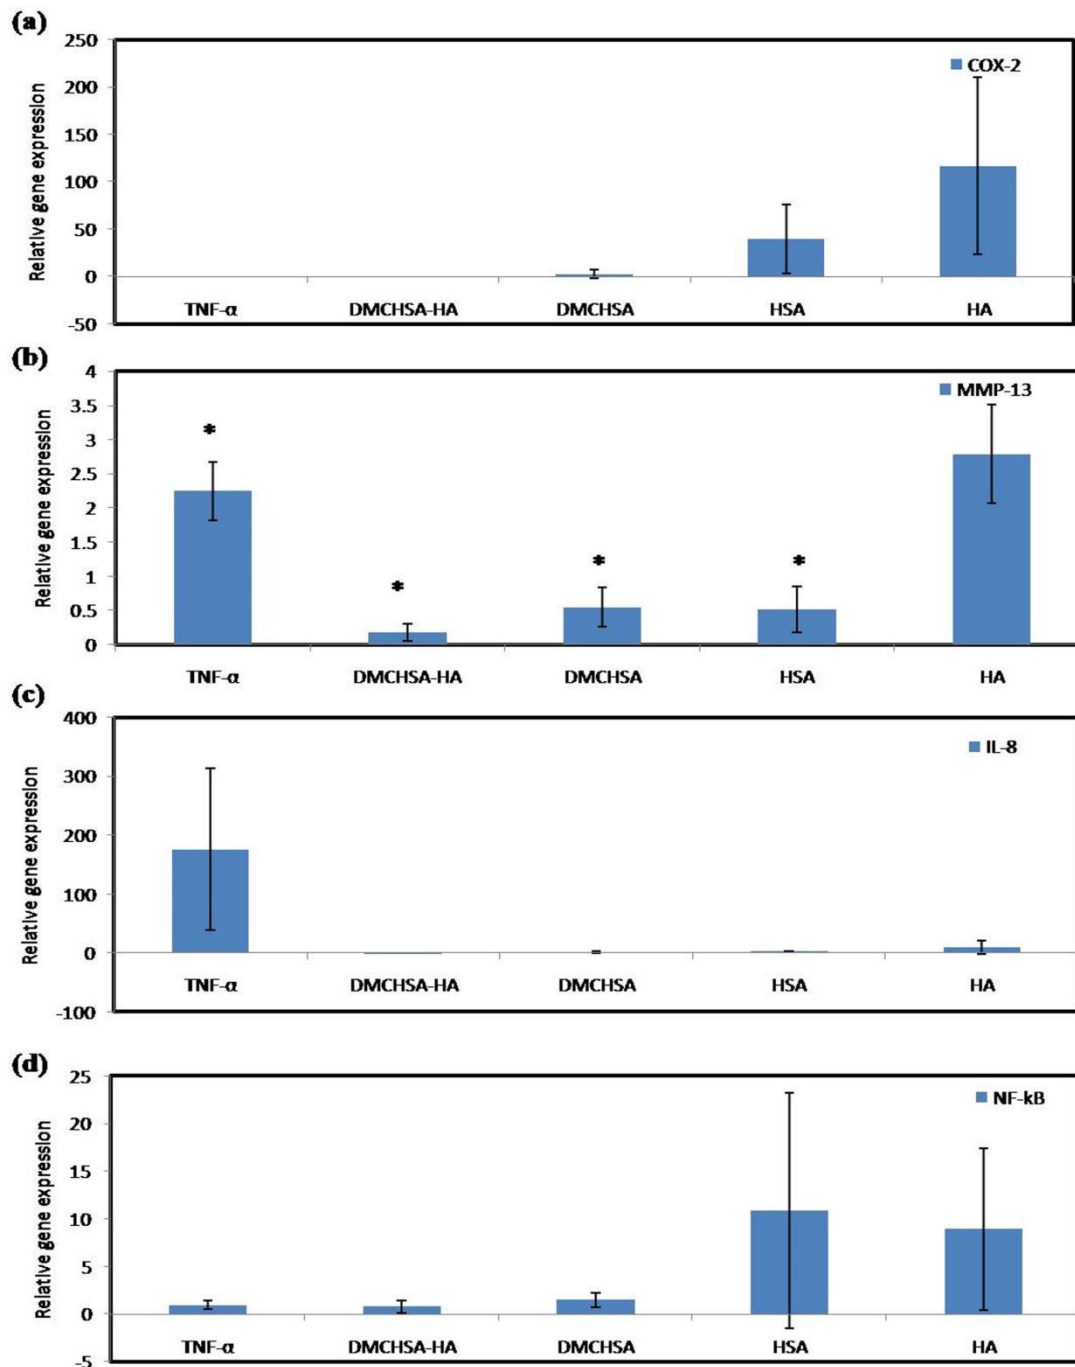 (a)
250
200
150
100
50
0
-50
Relative gene expression
COX-2
TNF-α DMCHSA-HA DMCHSA HSA HA
(b)
4
3.5
3
2.5
2
1.5
1
0.5
0
Relative gene expression
MMP-13
* * * *
TNF-α DMCHSA-HA DMCHSA HSA HA
(c)
400
300
200
100
0
-100
Relative gene expression
IL-8
TNF-α DMCHSA-HA DMCHSA HSA HA
(d)
25
20
15
10
5
0
-5
Relative gene expression
NF-kB
TNF-α DMCHSA-HA DMCHSA HSA HA